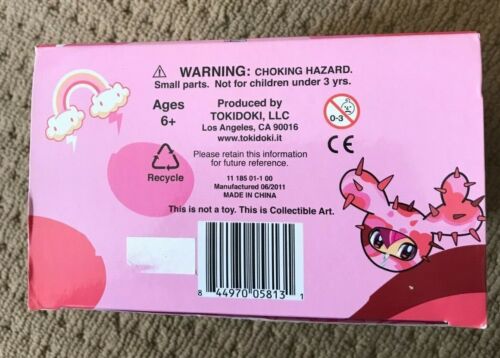 WARNING: CHOKING HAZARD.
Small parts. Not for children under 3 yrs.
Ages
6+
Produced by
TOKIDOKI, LLC
Los Angeles, CA 90016
www.tokidoki.it
0-3
CE
Recycle
Please retain this information
for future reference.
11 185 01-1 00
Manufactured 06/2011
MADE IN CHINA
This is not a toy. This is Collectible Art.
8 44970 05813 1